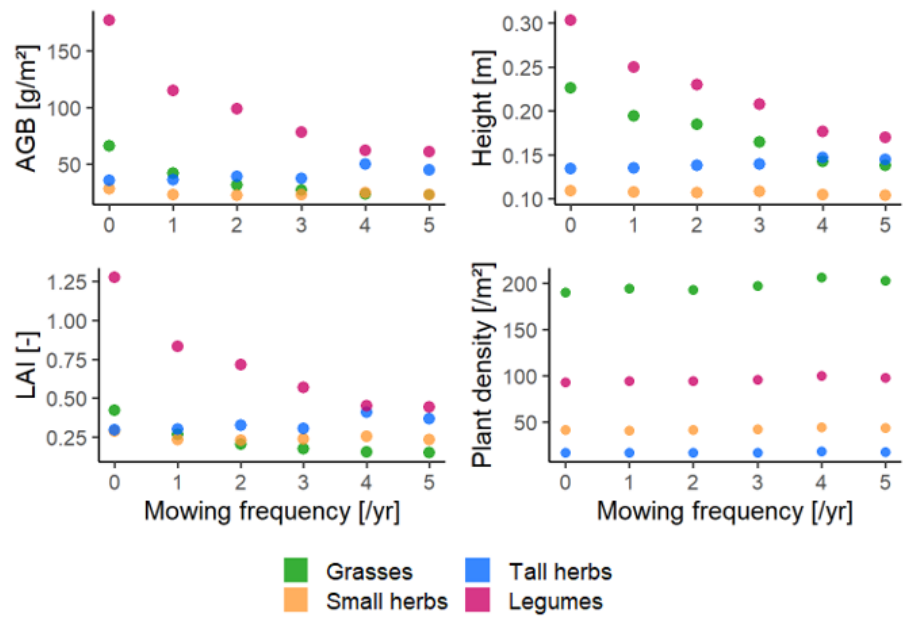 AGB [g/m²]
150
100
50
0 1 2 3 4 5
Height [m]
0.30
0.25
0.20
0.15
0.10
0 1 2 3 4 5
LAI [-]
1.25
1.00
0.75
0.50
0.25
0 1 2 3 4 5
Mowing frequency [/yr]
Plant density [/m²]
200
150
100
50
0 1 2 3 4 5
Mowing frequency [/yr]
Grasses
Tall herbs
Small herbs
Legumes